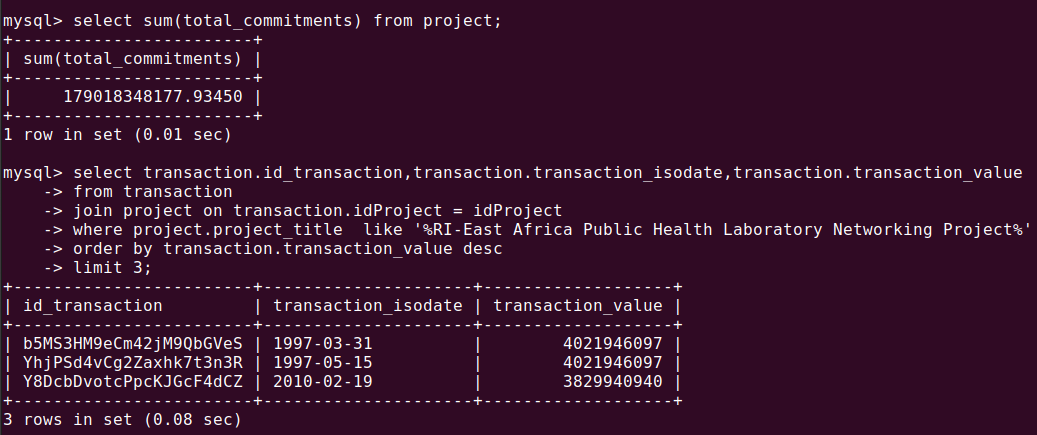 mysql> select sum(total_commitments) from project;
+------------------------+
| sum(total_commitments) |
+------------------------+
|     179018348177.93450 |
+------------------------+
1 row in set (0.01 sec)

mysql> select transaction.id_transaction,transaction.transaction_isodate,transaction.transaction_value
    -> from transaction
    -> join project on transaction.idProject = idProject
    -> where project.project_title  like '%RI-East Africa Public Health Laboratory Networking Project%'
    -> order by transaction.transaction_value desc
    -> limit 3;
+------------------------+---------------------+-------------------+
| id_transaction         | transaction_isodate | transaction_value |
+------------------------+---------------------+-------------------+
| b5MS3HM9eCm42jM9QbGVeS | 1997-03-31          |        4021946097 |
| YhjPSd4vCg2Zaxhk7t3n3R | 1997-05-15          |        4021946097 |
| Y8DcbDvotcPpcKJGcF4dCZ | 2010-02-19          |        3829940940 |
+------------------------+---------------------+-------------------+
3 rows in set (0.08 sec)